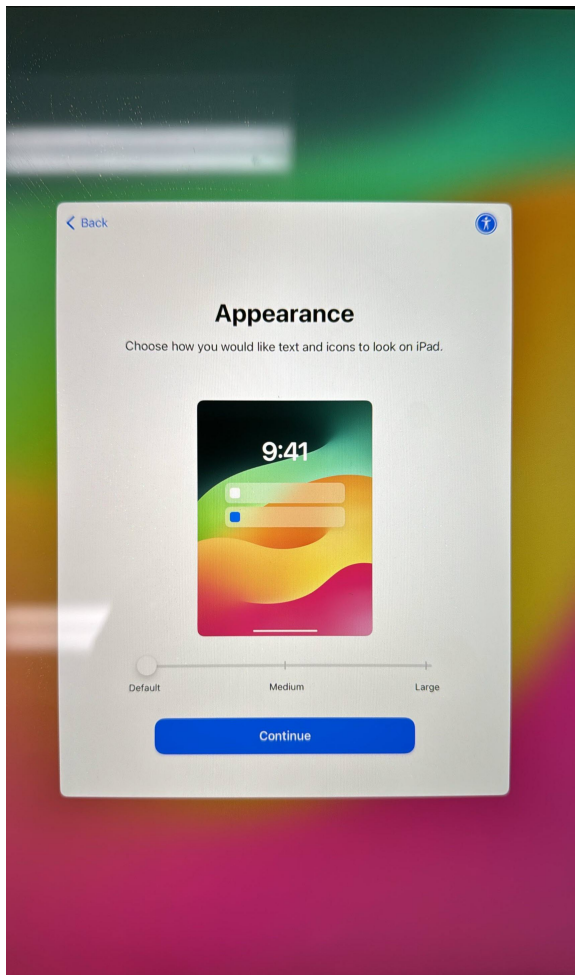 Back
Appearance
Choose how you would like text and icons to look on iPad.
9:41
Default Medium Large
Continue